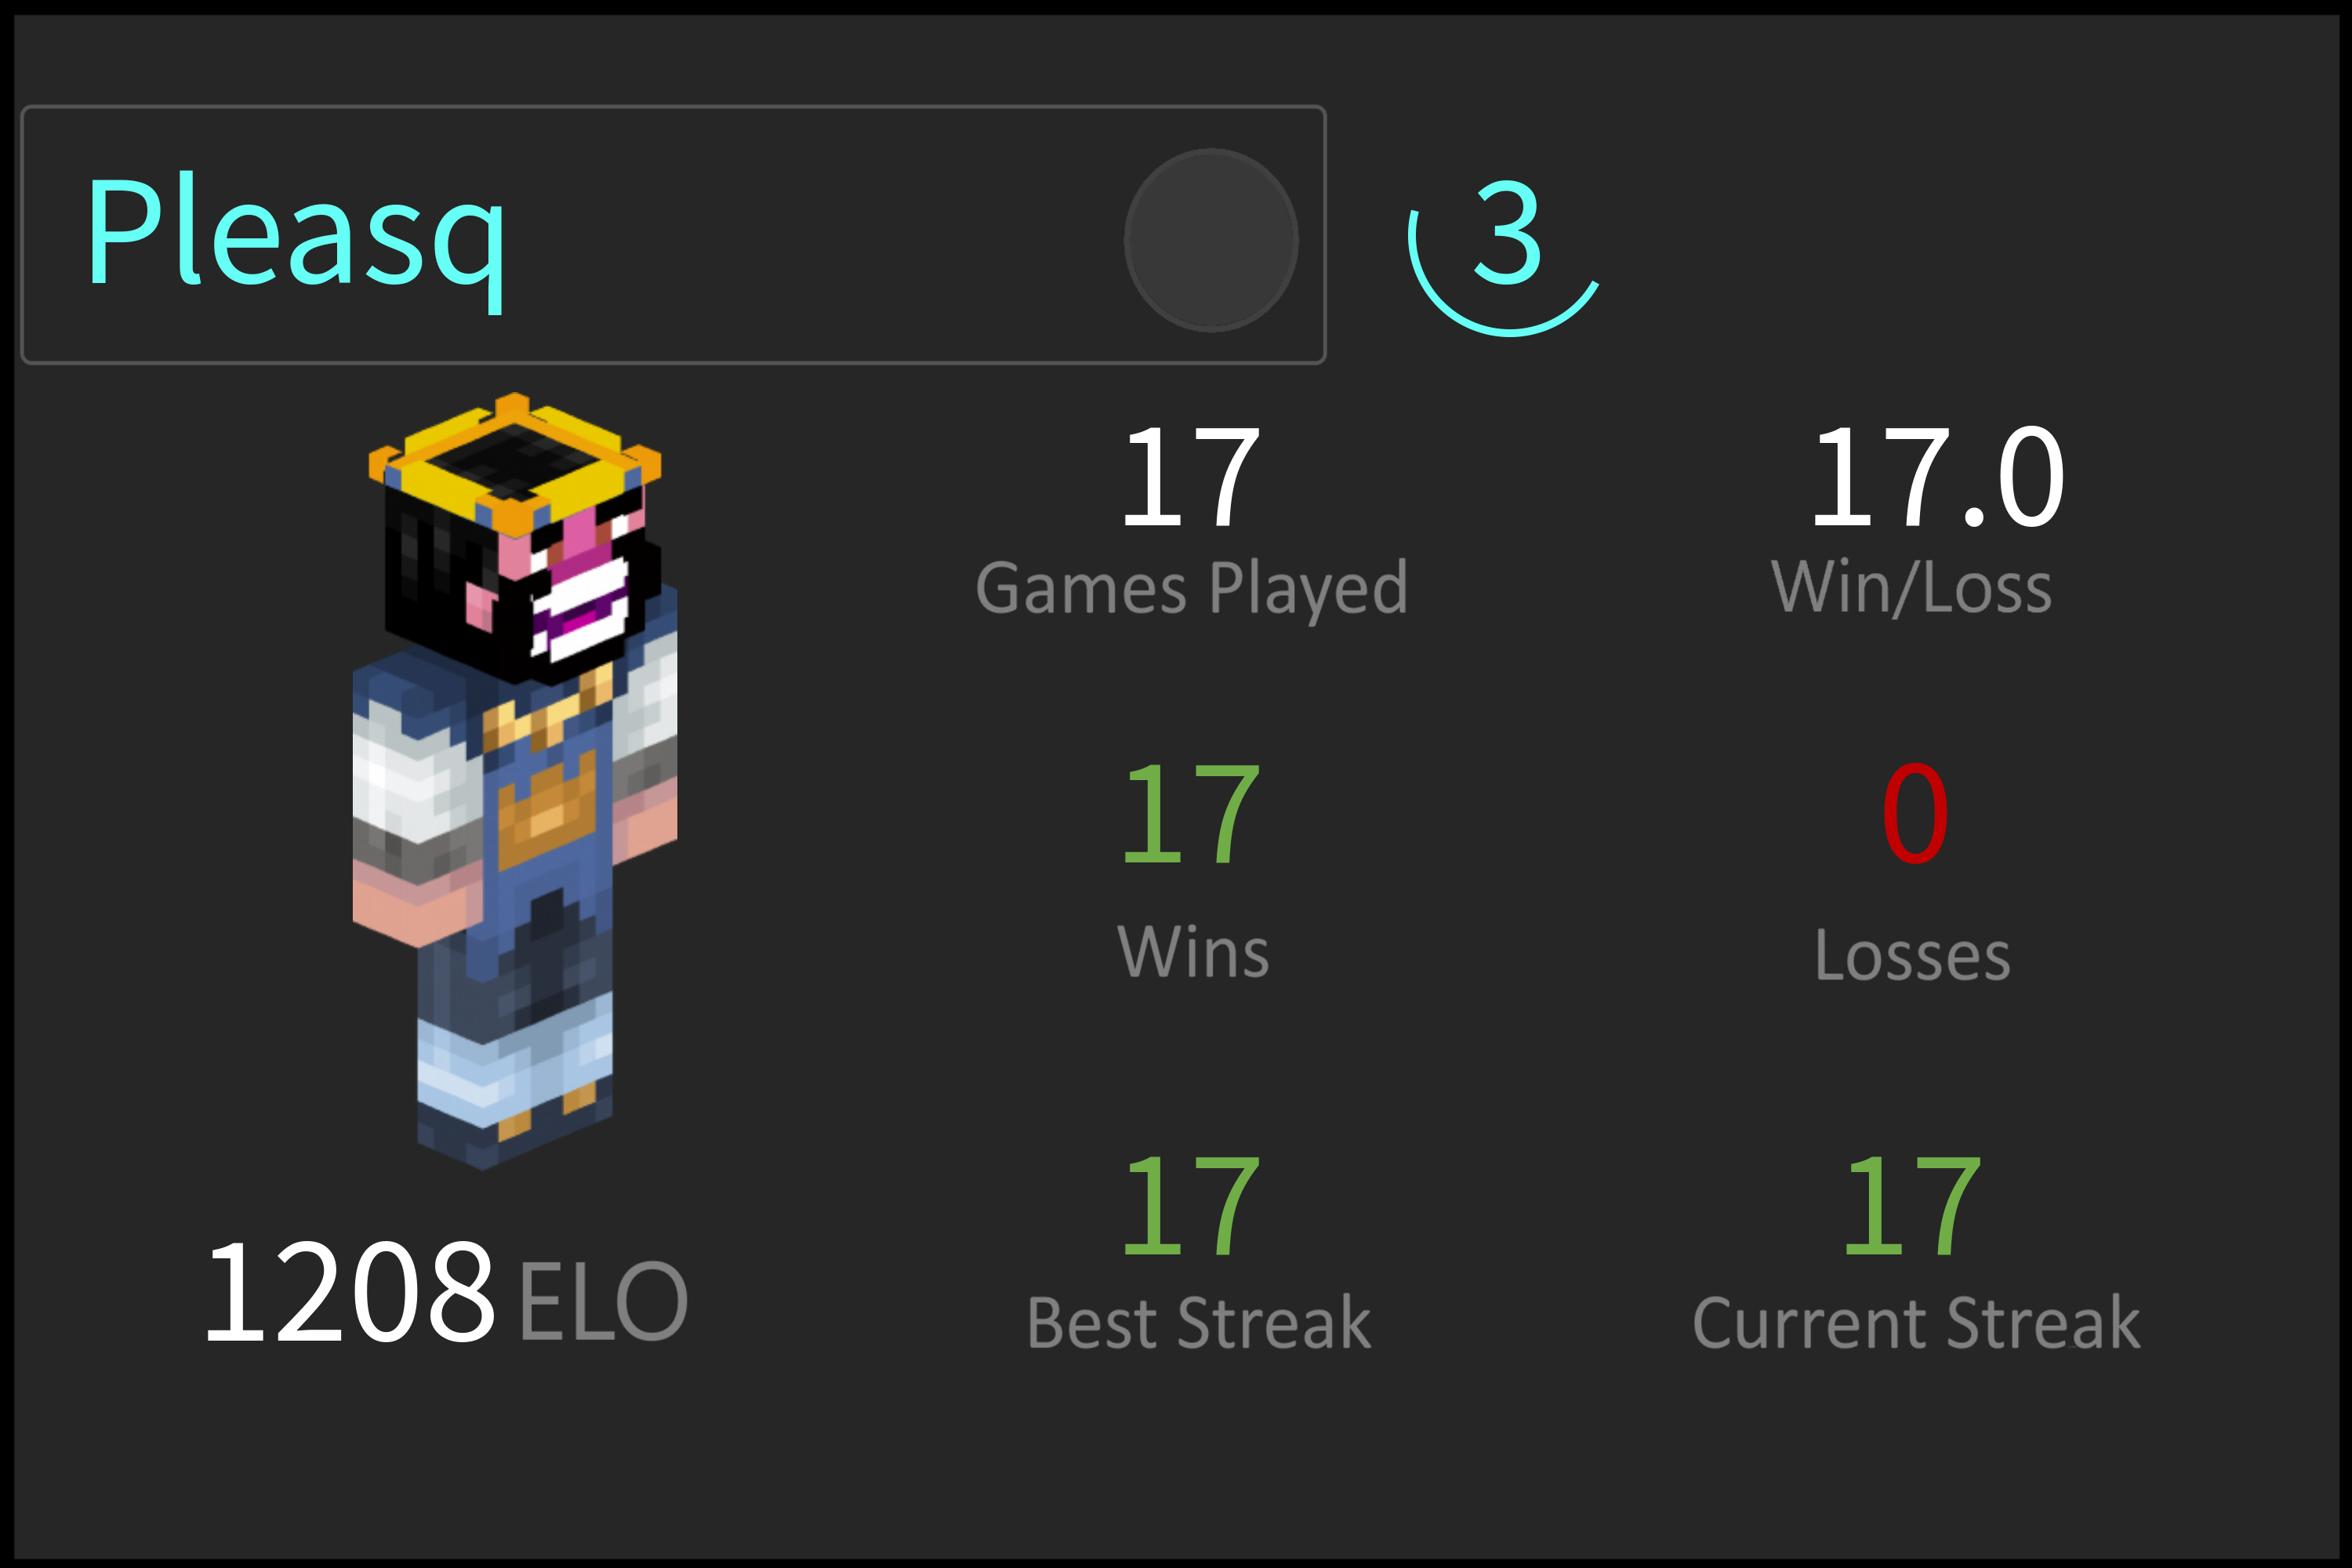 Pleasq
3
17
Games Played
17.0
Win/Loss
17
Wins
0
Losses
1208 ELO
17
Best Streak
17
Current Streak